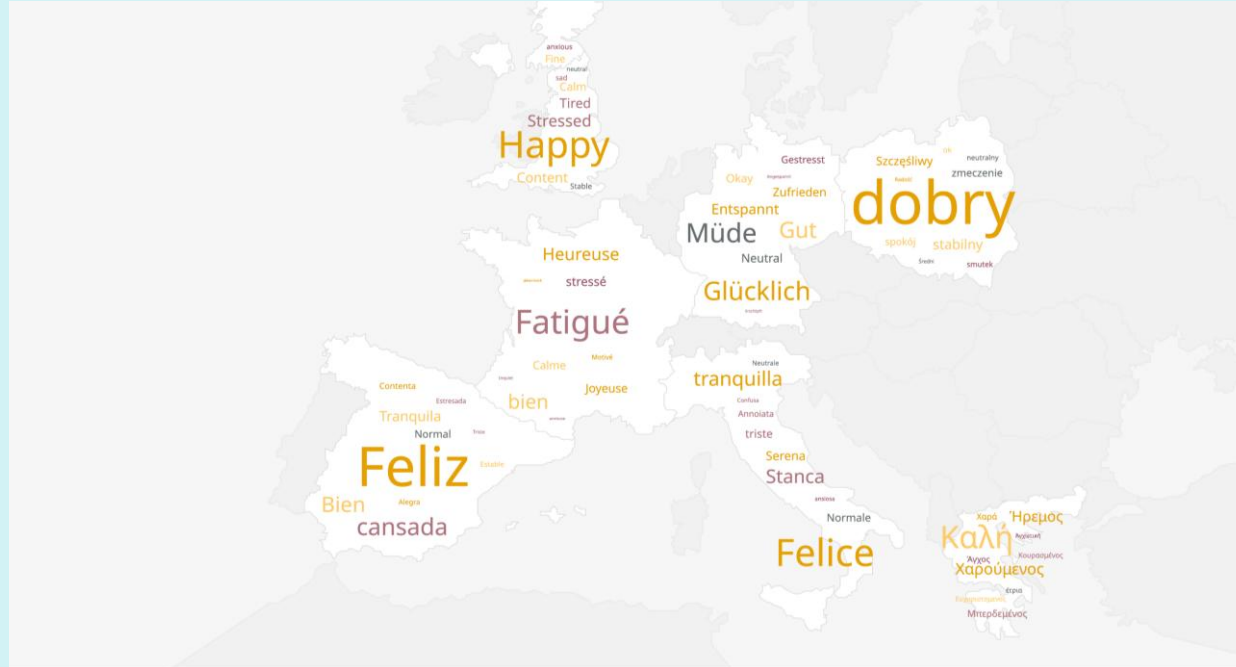 anxious
Fine
neutral
sad
Calm
Tired
Stressed
Happy
Content
Stable
Gestresst
Okay
Zufrieden
Entspannt
Müde
Gut
Neutral
Glücklich
Szczęśliwy
neutralny
zmeczenie
dobry
spokój
stabilny
Średni
smutek
Heureuse
stressé
Fatigué
Motivé
Calme
Joyeuse
bien
Contenta
Estresada
Tranquila
Normal
Triste
Feliz
Estable
Bien
Alegre
cansada
Neutrale
tranquilla
Confusa
Annoiata
triste
Serena
Stanca
ansiosa
Normale
Felice
Χαρά
Ήρεμος
Καλή
Άγχος
Κουρασμένος
Χαρούμενος
Μπερδεμένος